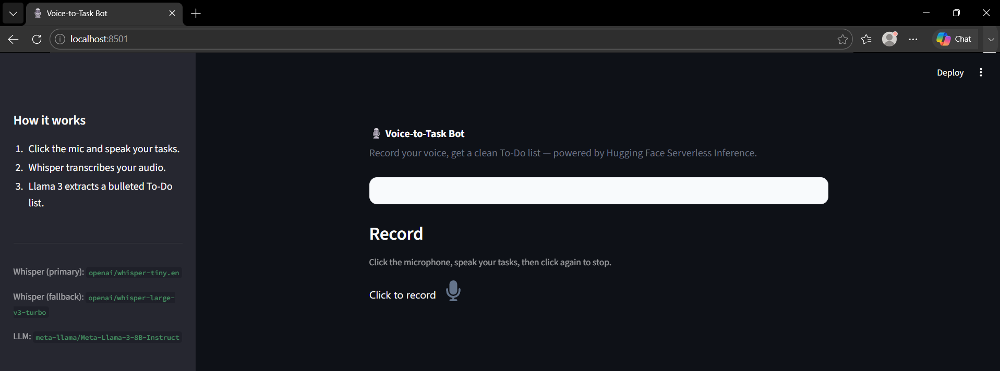 Voice-to-Task Bot
localhost:8501
Chat
Deploy
How it works
1. Click the mic and speak your tasks.
2. Whisper transcribes your audio.
3. Llama 3 extracts a bulleted To-Do
list.
Whisper (primary): openai/whisper-tiny.en
Whisper (fallback): openai/whisper-large-
v3-turbo
LLM: meta-llama/Meta-Llama-3-8B-Instruct
Voice-to-Task Bot
Record your voice, get a clean To-Do list — powered by Hugging Face Serverless Inference.
Record
Click the microphone, speak your tasks, then click again to stop.
Click to record